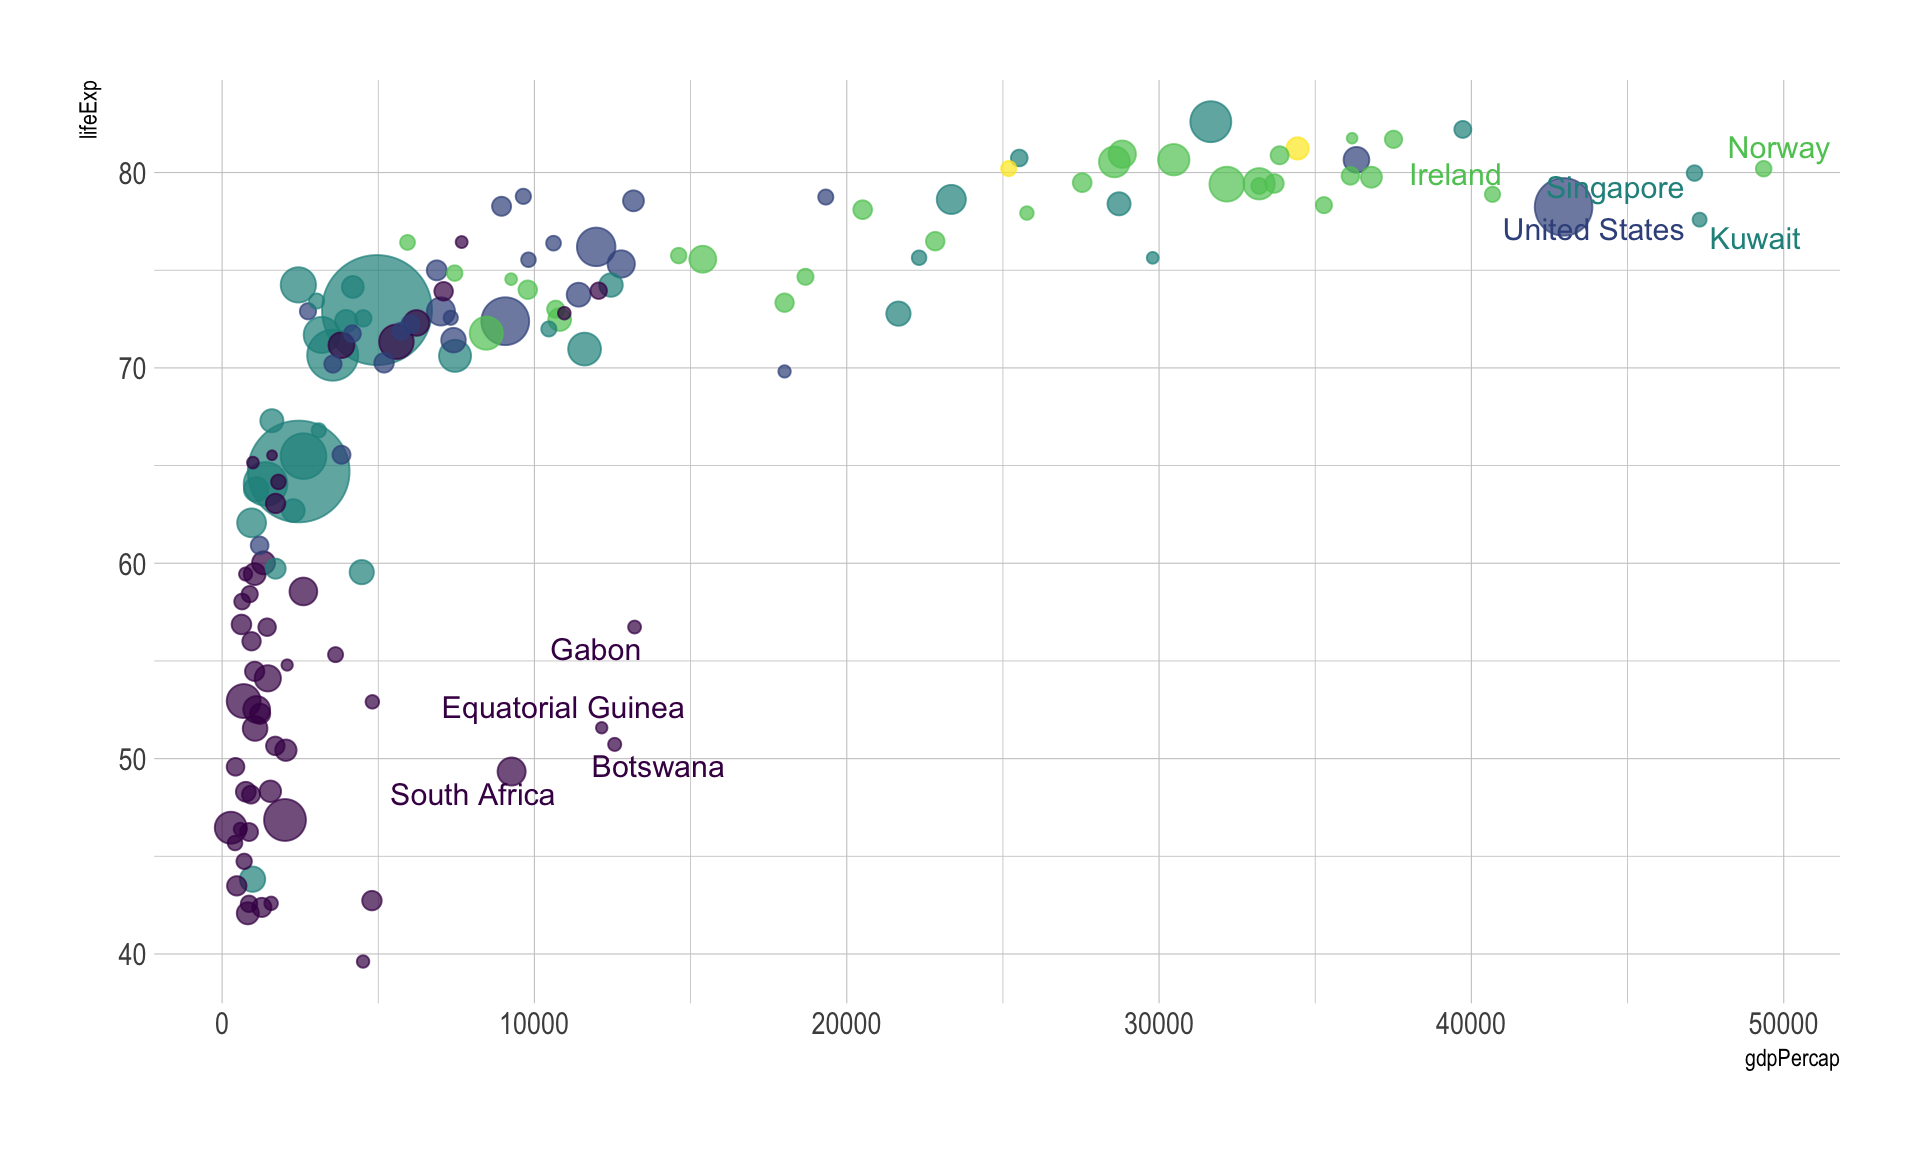 lifeExp
80
70
60
50
40
Norway
Ireland
Singapore
United States
Kuwait
Gabon
Equatorial Guinea
Botswana
South Africa
0
10000
20000
30000
40000
50000
gdpPercap